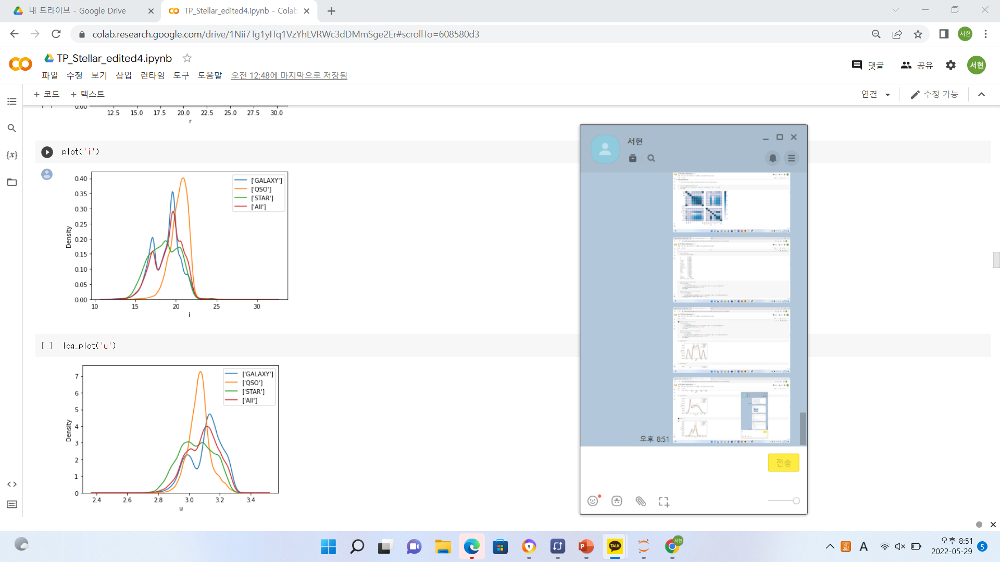 내 드라이브 - Google Drive
TP_Stellar_edited4.ipynb - Colab
colab.research.google.com/drive/1Nii7Tg1yITq1VzYhLVRWc3dDMmSge2Er#scrollTo=608580d3
서현
TP_Stellar_edited4.ipynb
파일 수정 보기 삽입 런타임 도구 도움말 오전 12:48에 마지막으로 저장됨
댓글 공유 서현
+ 코드 + 텍스트
연결 수정 가능
[ ] 0.00
12.5 15.0 17.5 20.0 22.5 25.0 27.5 30.0
r
{x}
plot('i')
0.40
0.35
0.30
0.25
0.20
0.15
0.10
0.05
0.00
Density
['GALAXY']
['QSO']
['STAR']
['All']
10 15 20 25 30
i
[ ] log_plot('u')
7
6
5
4
3
2
1
0
Density
['GALAXY']
['QSO']
['STAR']
['All']
2.4 2.6 2.8 3.0 3.2 3.4
u
서현
오후 8:51
전송
TALK
서현
A
오후 8:51
2022-05-29
5